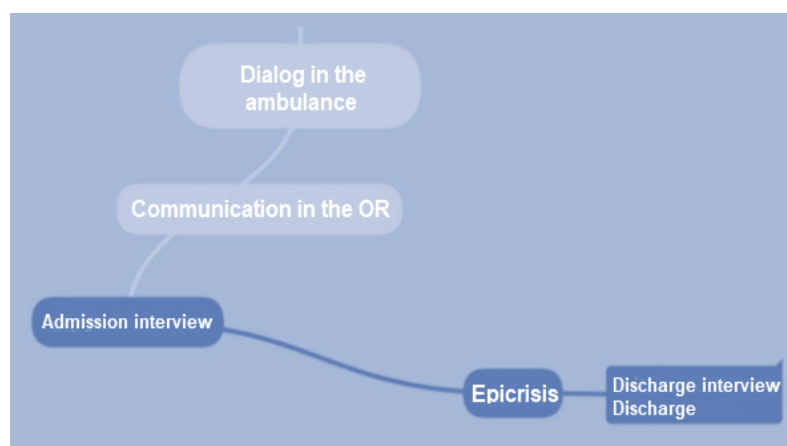 Dialog in the
ambulance
Communication in the OR
Admission interview
Epicrisis
Discharge interview
Discharge